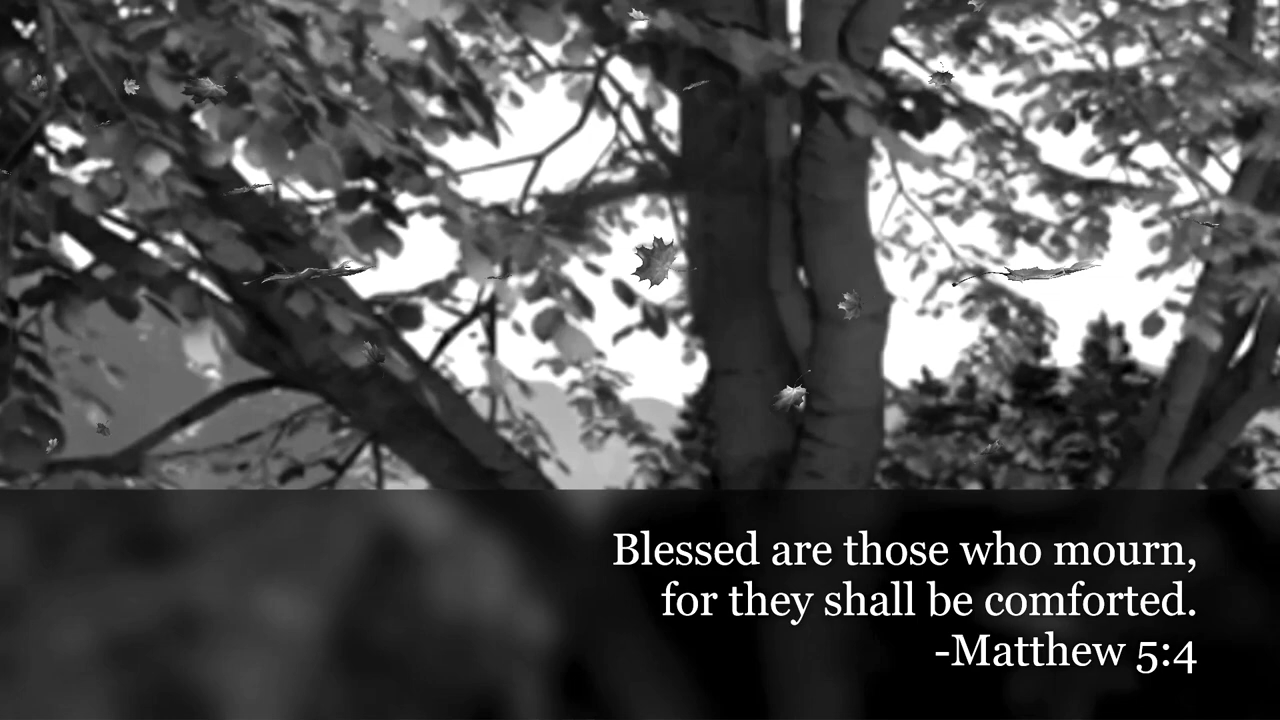 Blessed are those who mourn,
for they shall be comforted.
-Matthew 5:4